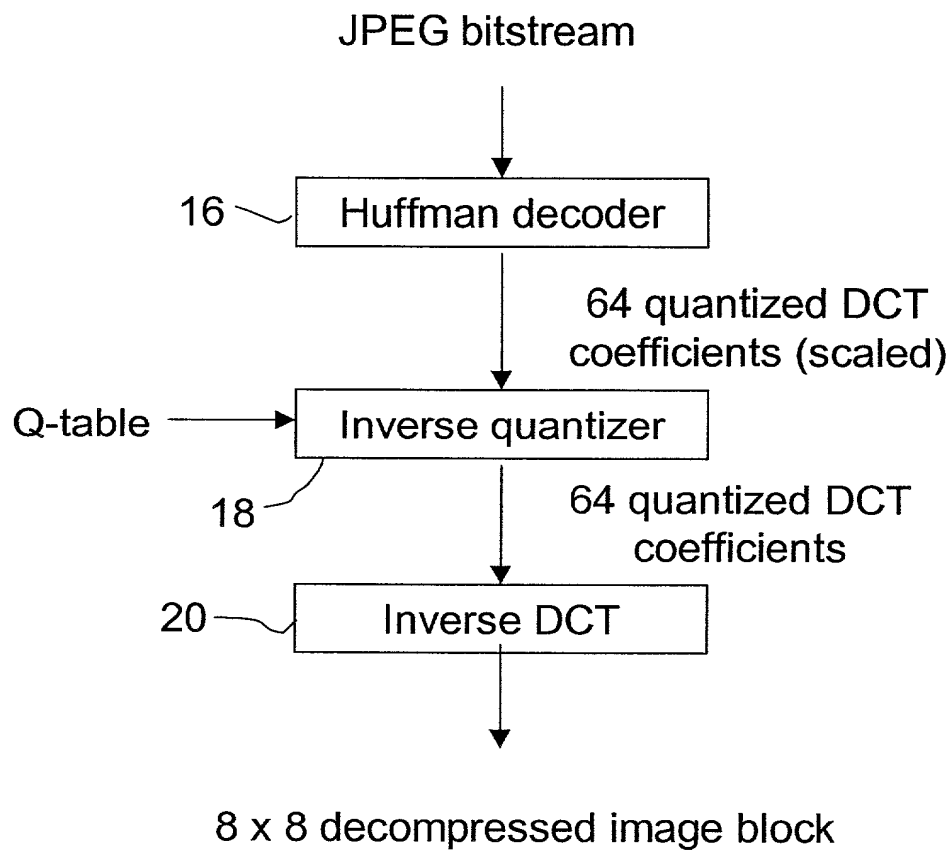 JPEG bitstream
16
Huffman decoder
64 quantized DCT
coefficients (scaled)
Q-table
Inverse quantizer
18
64 quantized DCT
coefficients
20
Inverse DCT
8 x 8 decompressed image block